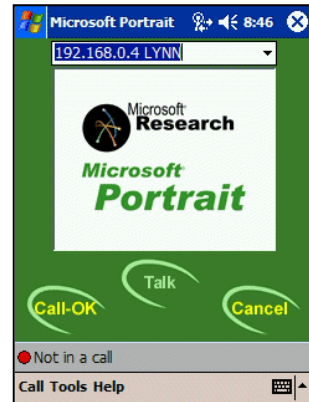 Microsoft Portrait 8:46
192.168.0.4 LYNN
Microsoft
Research
Microsoft
Portrait
Talk
Call-OK Cancel
Not in a call
Call Tools Help